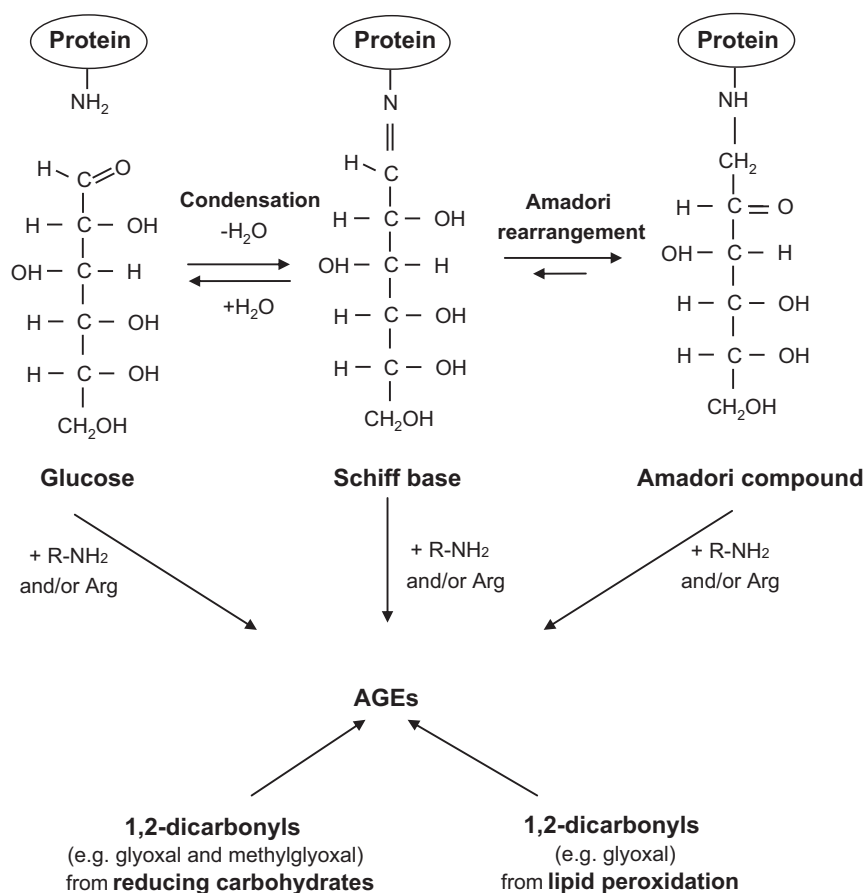 Protein Protein Protein
NH2 N NH
H C O H C CH2
Condensation
-H2O
+H2O
Amadori
rearrangement
H C OH H C OH H C O
OH C H OH C H OH C H
H C OH H C OH H C OH
H C OH H C OH H C OH
CH2OH CH2OH CH2OH
Glucose Schiff base Amadori compound
+ R-NH2
and/or Arg
+ R-NH2
and/or Arg
+ R-NH2
and/or Arg
AGEs
1,2-dicarbonyls
(e.g. glyoxal and methylglyoxal)
from reducing carbohydrates
1,2-dicarbonyls
(e.g. glyoxal)
from lipid peroxidation